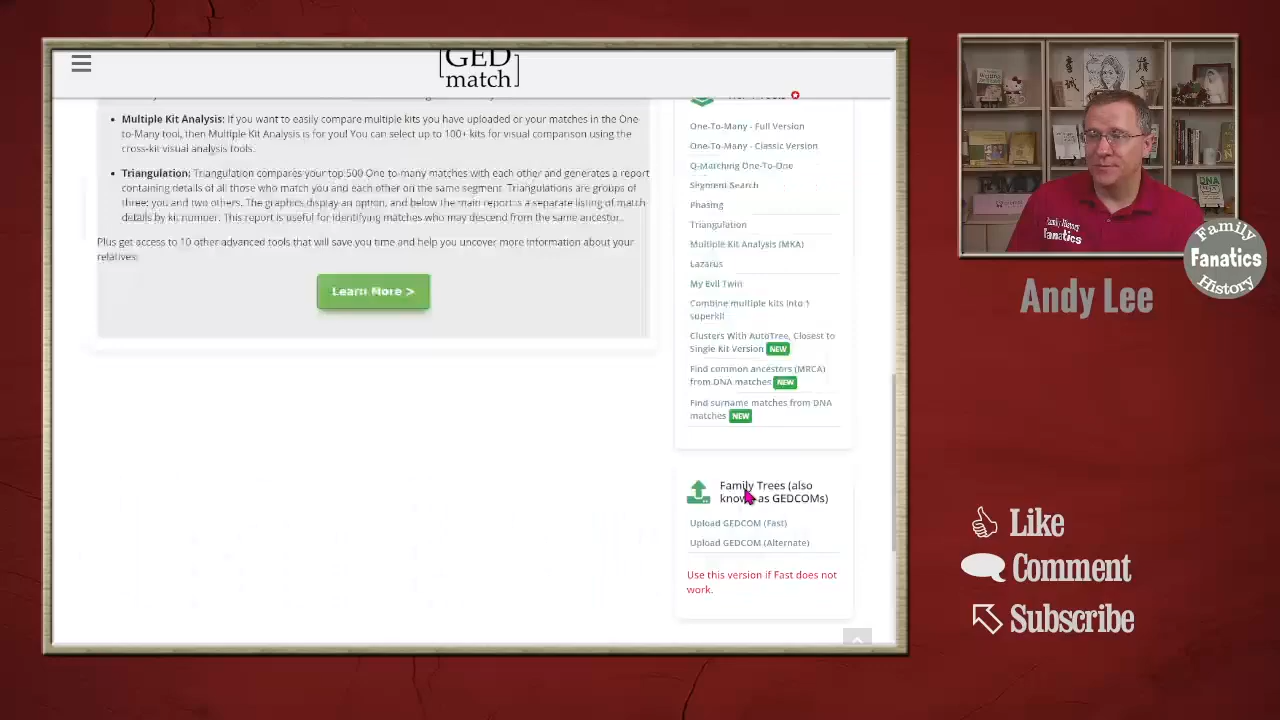 [GED
match]
Multiple Kit Analysis: If you want to easily compare multiple kits you have uploaded or your matches in the One
to-Many tool, then Multiple Kit Analysis is for you! You can select up to 100+ kits for visual comparison using the
cross-kit visual analysis tools.
Triangulation: Triangulation compares your top 500 One to many matches with each other and generates a report
containing details of all those who match you and each other on the same segment. Triangulations are groups of
three: you and two others. The graphics display an option, and below the main report is a separate listing of match
details by kit number. This report is useful for identifying matches who may descend from the same ancestor.
Plus get access to 10 other advanced tools that will save you time and help you uncover more information about your
relatives:
Learn More >
One-To-Many - Full Version
One-To-Many - Classic Version
Q-Matching One-To-One
Segment Search
Phasing
Triangulation
Multiple Kit Analysis (MKA)
Lazarus
My Evil Twin
Combine multiple kits into 1
superkit
Clusters With AutoTree, Closest to
Single Kit Version NEW
Find common ancestors (MRCA)
from DNA matches NEW
Find surname matches from DNA
matches NEW
Family Trees (also
known as GEDCOMs)
Upload GEDCOM (Fast)
Upload GEDCOM (Alternate)
Use this version if Fast does not
work.
Family History
Fanatics
Family
Fanatics
History
Andy Lee
Like
Comment
Subscribe